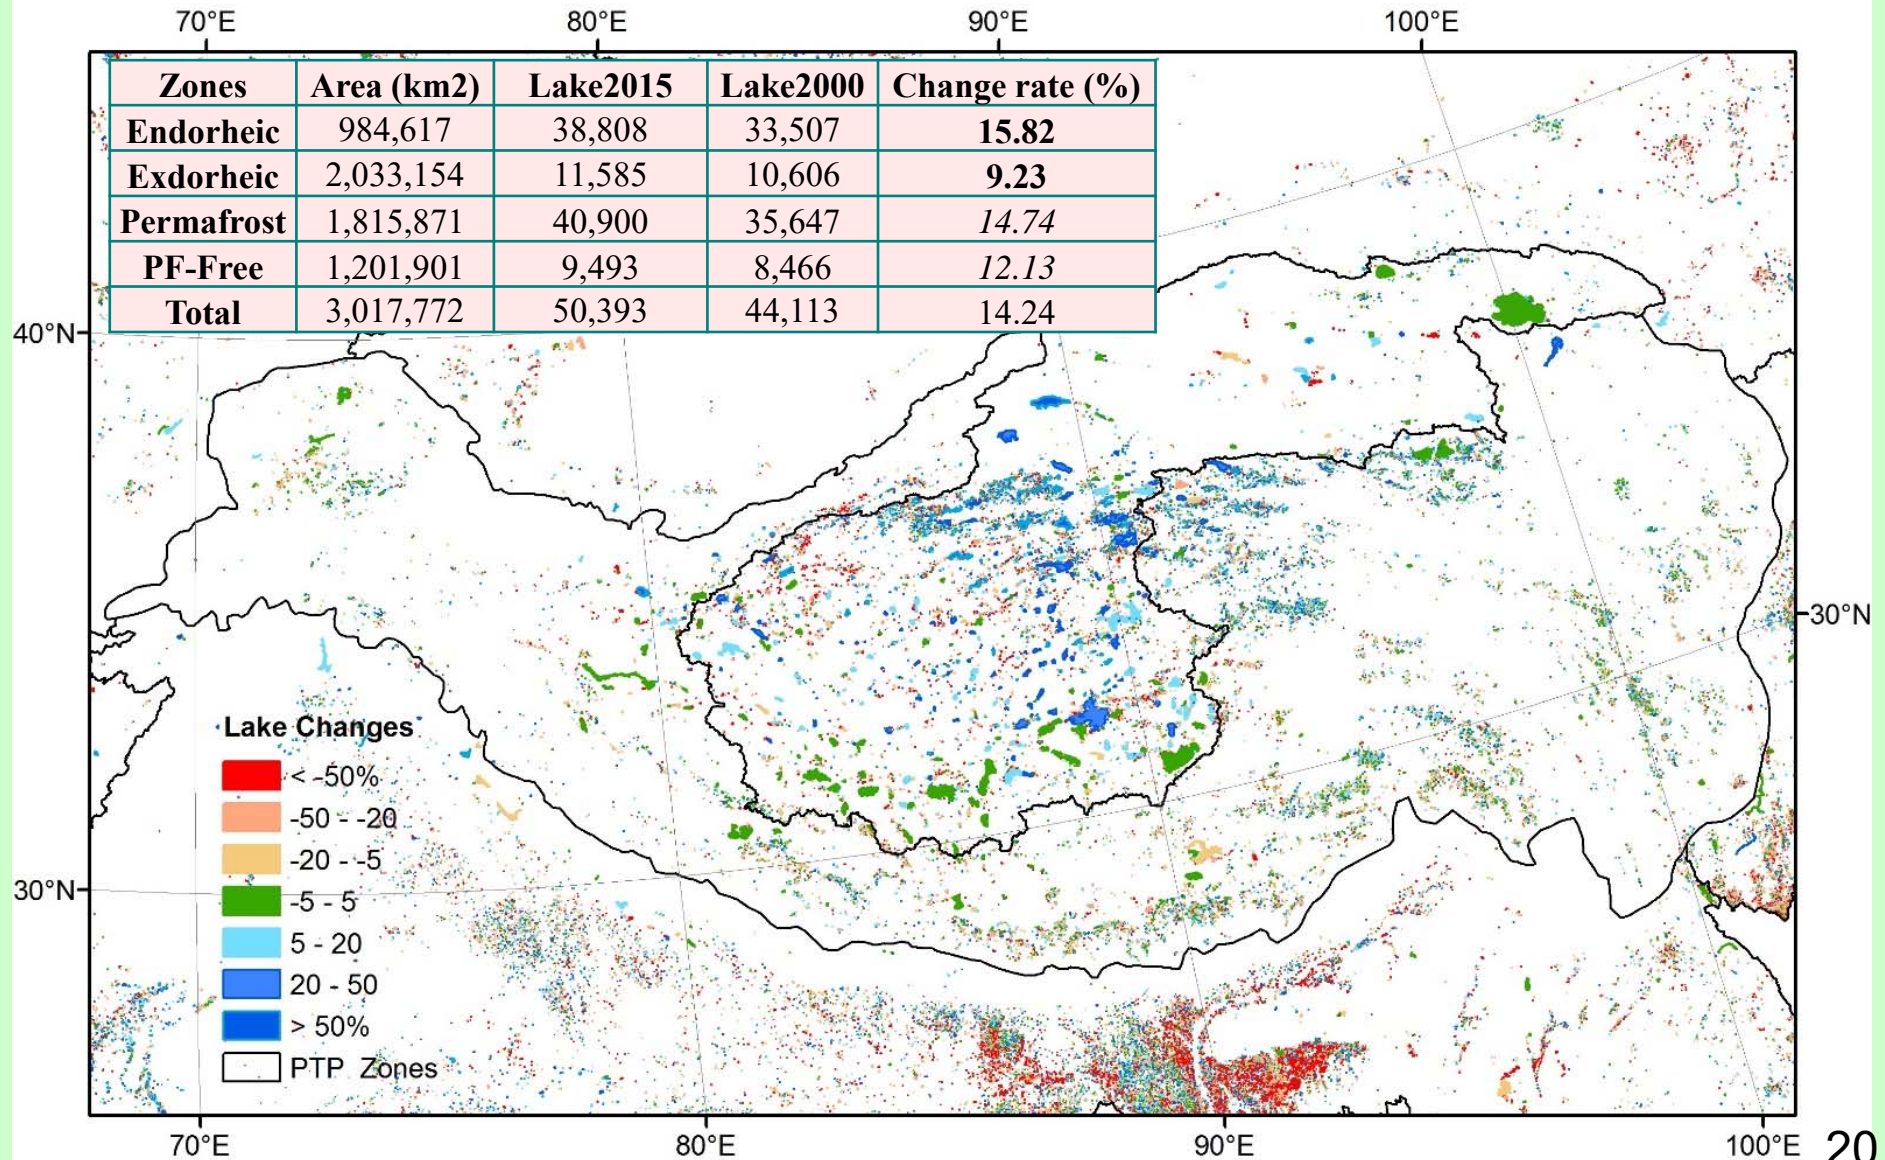 70°E 80°E 90°E 100°E
Zones Area (km2) Lake2015 Lake2000 Change rate (%)
Endorheic 984,617 38,808 33,507 15.82
Exdorheic 2,033,154 11,585 10,606 9.23
Permafrost 1,815,871 40,900 35,647 14.74
PF-Free 1,201,901 9,493 8,466 12.13
Total 3,017,772 50,393 44,113 14.24
40°N
30°N
Lake Changes
< -50%
-50 - -20
-20 - -5
-5 - 5
5 - 20
20 - 50
> 50%
PTP Zones
30°N
70°E 80°E 90°E 100°E
20